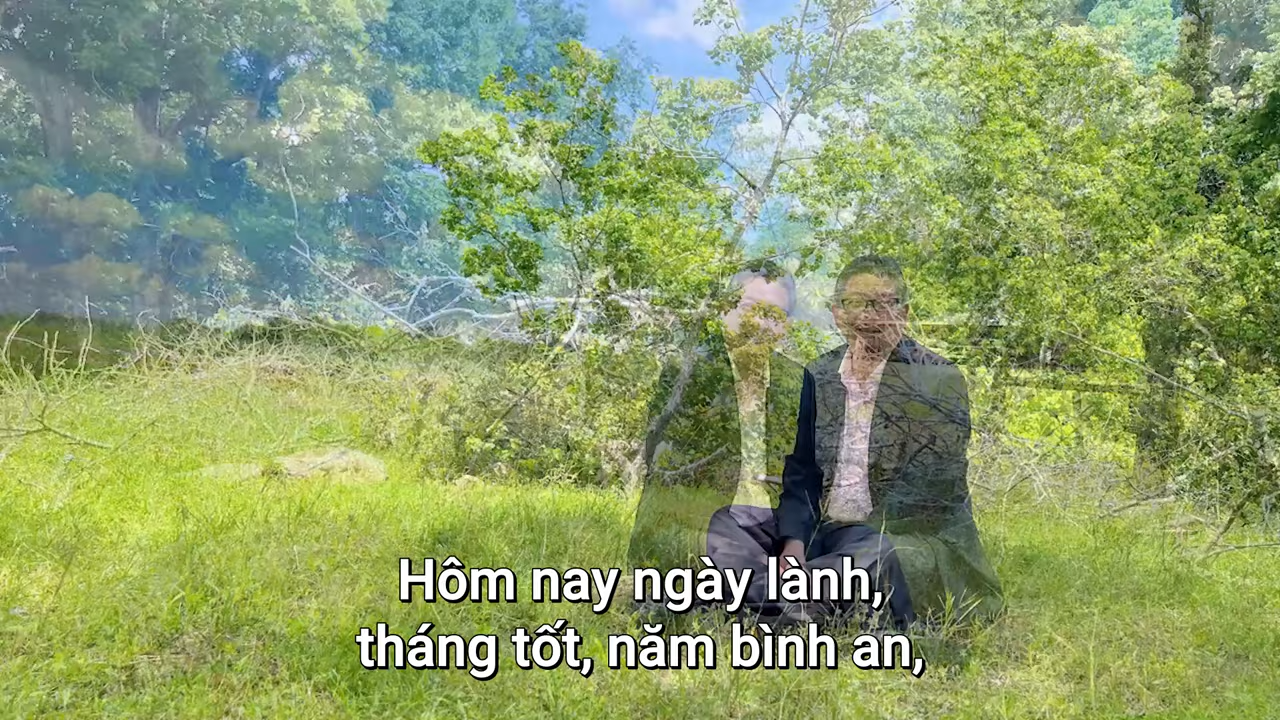 Hôm nay ngày lành,
tháng tốt, năm bình an,